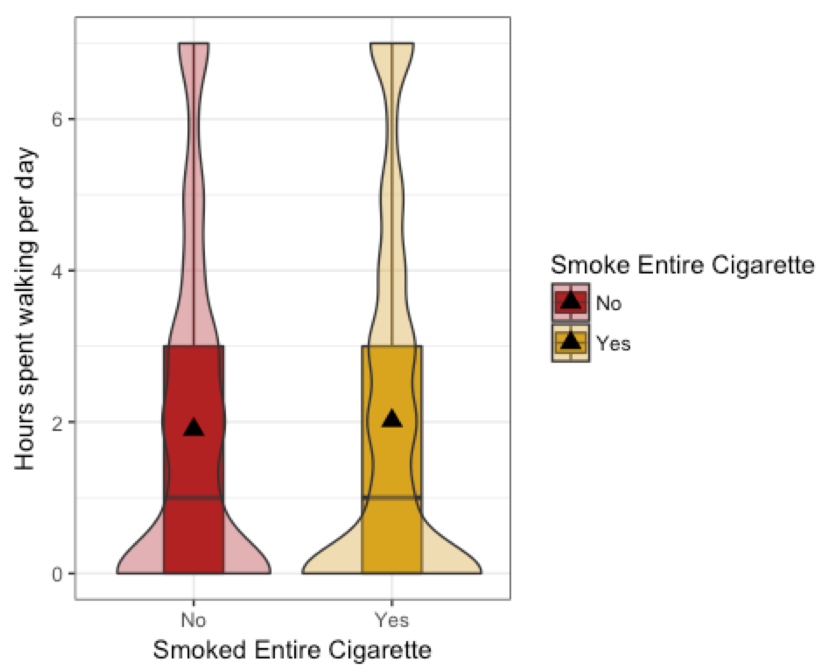 Hours spent walking per day
6
4
2
0
No
Yes
Smoked Entire Cigarette
Smoke Entire Cigarette
No
Yes